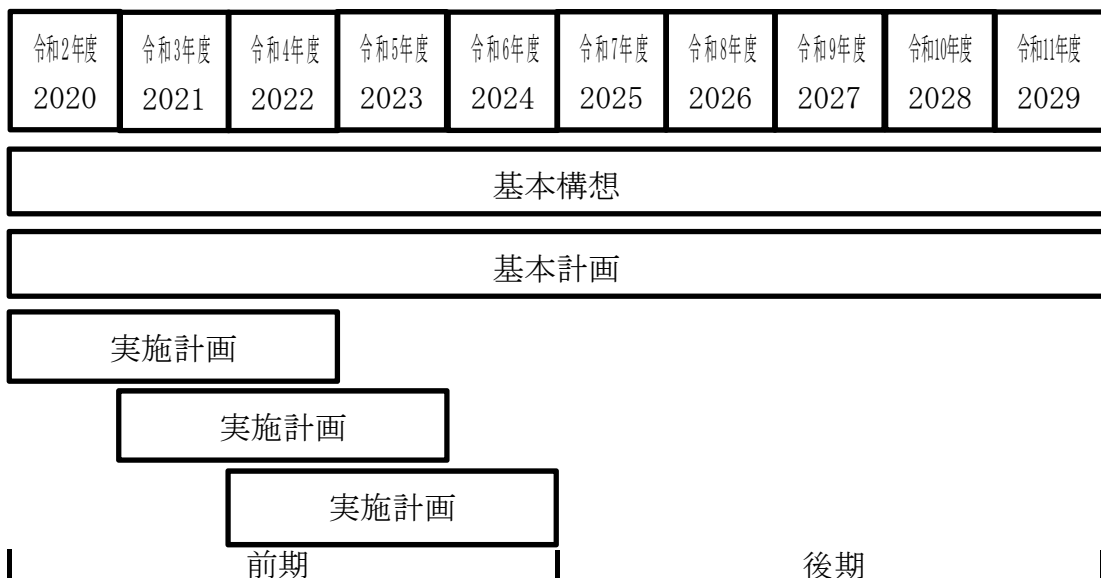 令和2年度 令和3年度 令和4年度 令和5年度 令和6年度 令和7年度 令和8年度 令和9年度 令和10年度 令和11年度
2020 2021 2022 2023 2024 2025 2026 2027 2028 2029
基本構想
基本計画
実施計画
実施計画
実施計画
前期 後期